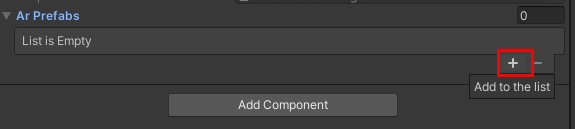 Ar Prefabs 0
List is Empty
+ −
Add to the list
Add Component